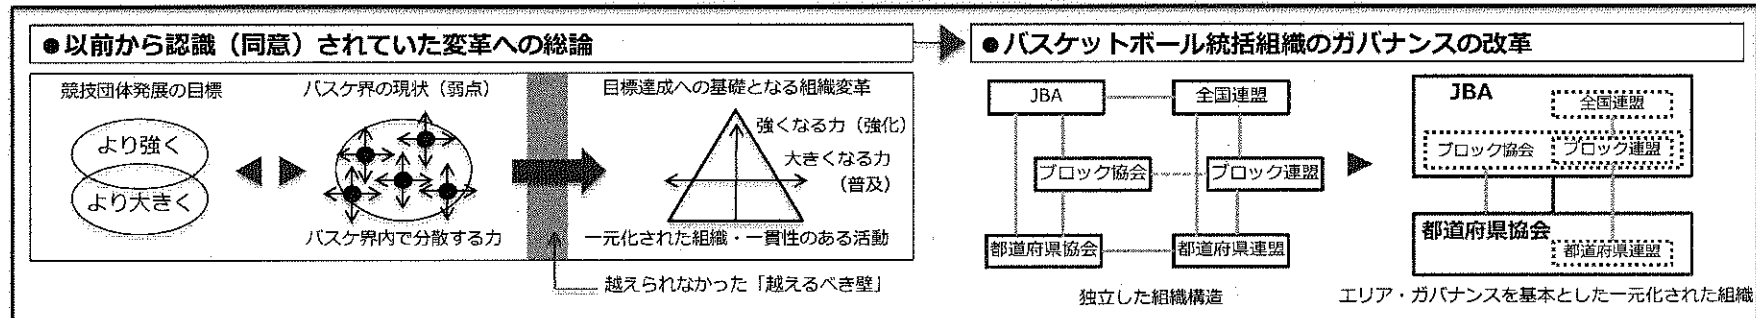 ●以前から認識（同意）されていた変革への総論
競技団体発展の目標
より強く
より大きく
バスケ界の現状（弱点）
バスケ界内で分散する力
目標達成への基礎となる組織変革
強くなる力（強化）
大きくなる力
（普及）
一元化された組織・一貫性のある活動
越えられなかった「越えるべき壁」
●バスケットボール統括組織のガバナンスの改革
JBA
全国連盟
ブロック協会
ブロック連盟
都道府県協会
都道府県連盟
独立した組織構造
JBA
全国連盟
ブロック協会
ブロック連盟
都道府県協会
都道府県連盟
エリア・ガバナンスを基本とした一元化された組織